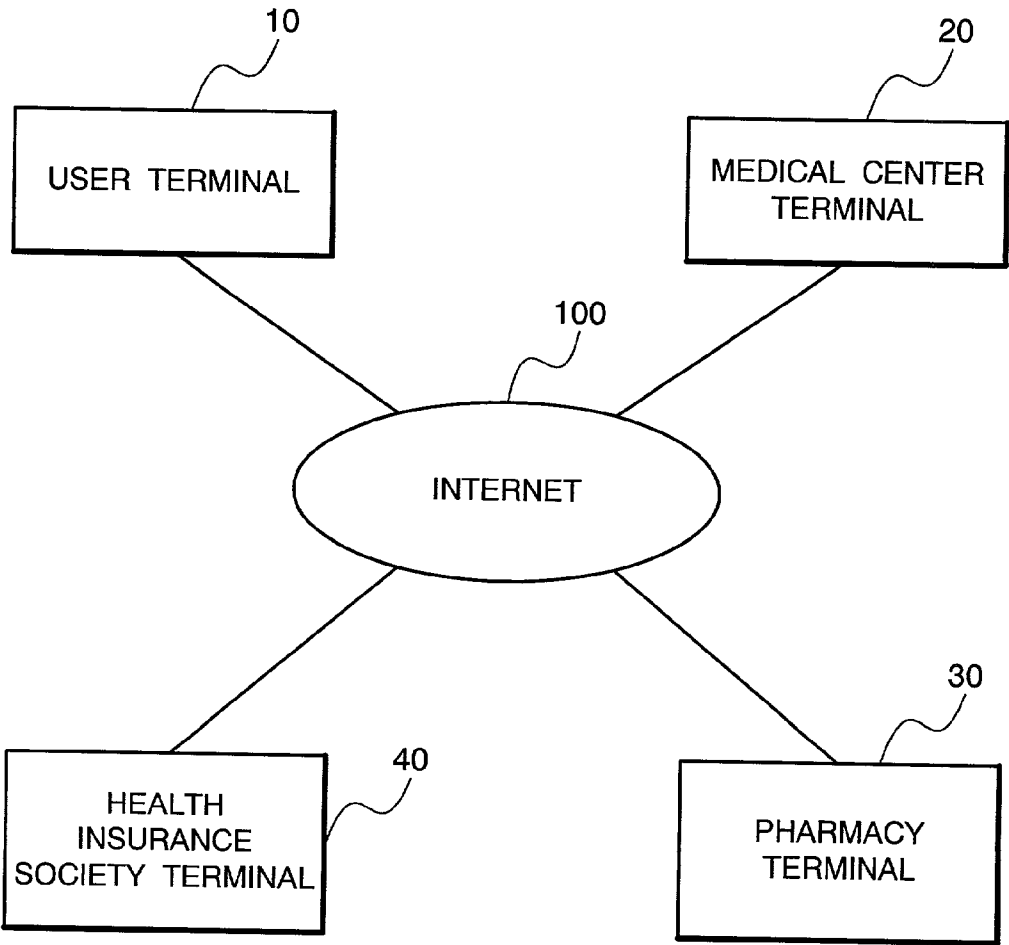 10
20
USER TERMINAL
MEDICAL CENTER
TERMINAL
100
INTERNET
30
40
HEALTH
INSURANCE
SOCIETY TERMINAL
PHARMACY
TERMINAL